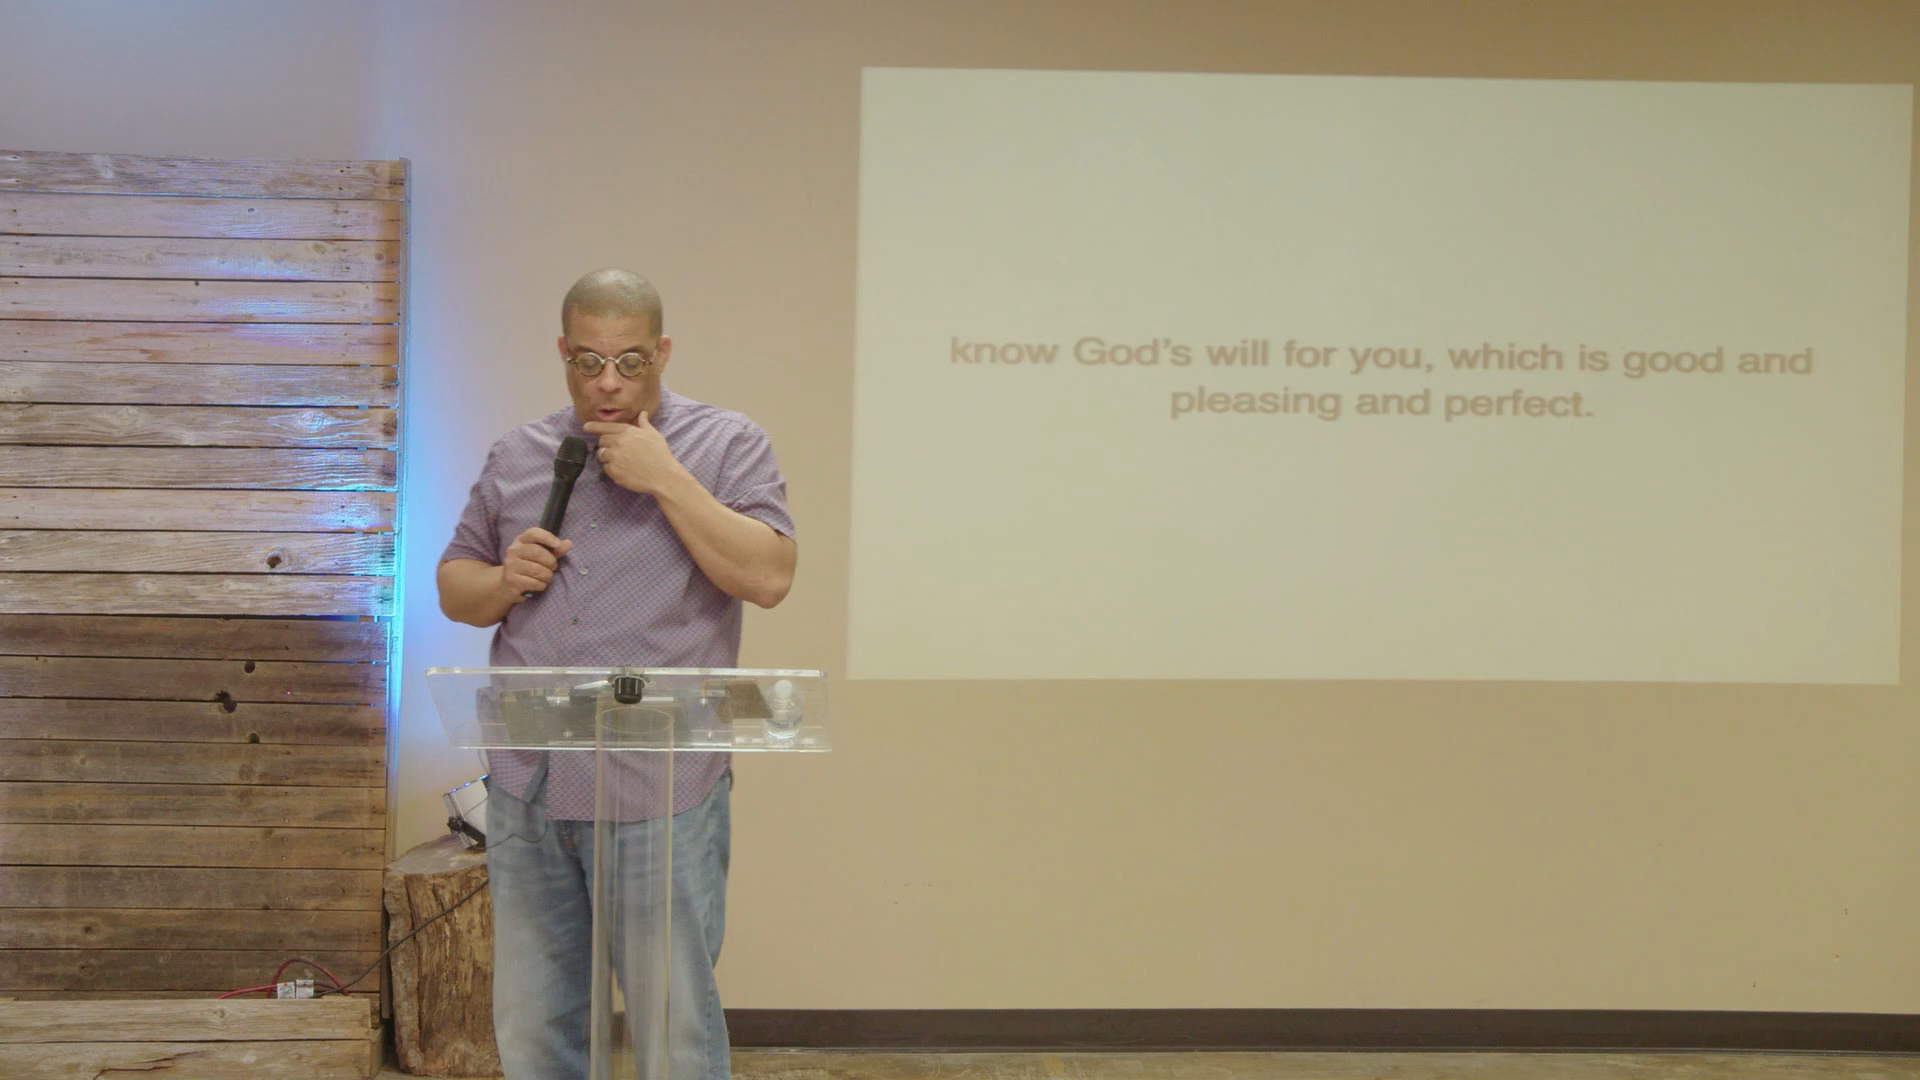 know God's will for you, which is good and
pleasing and perfect.